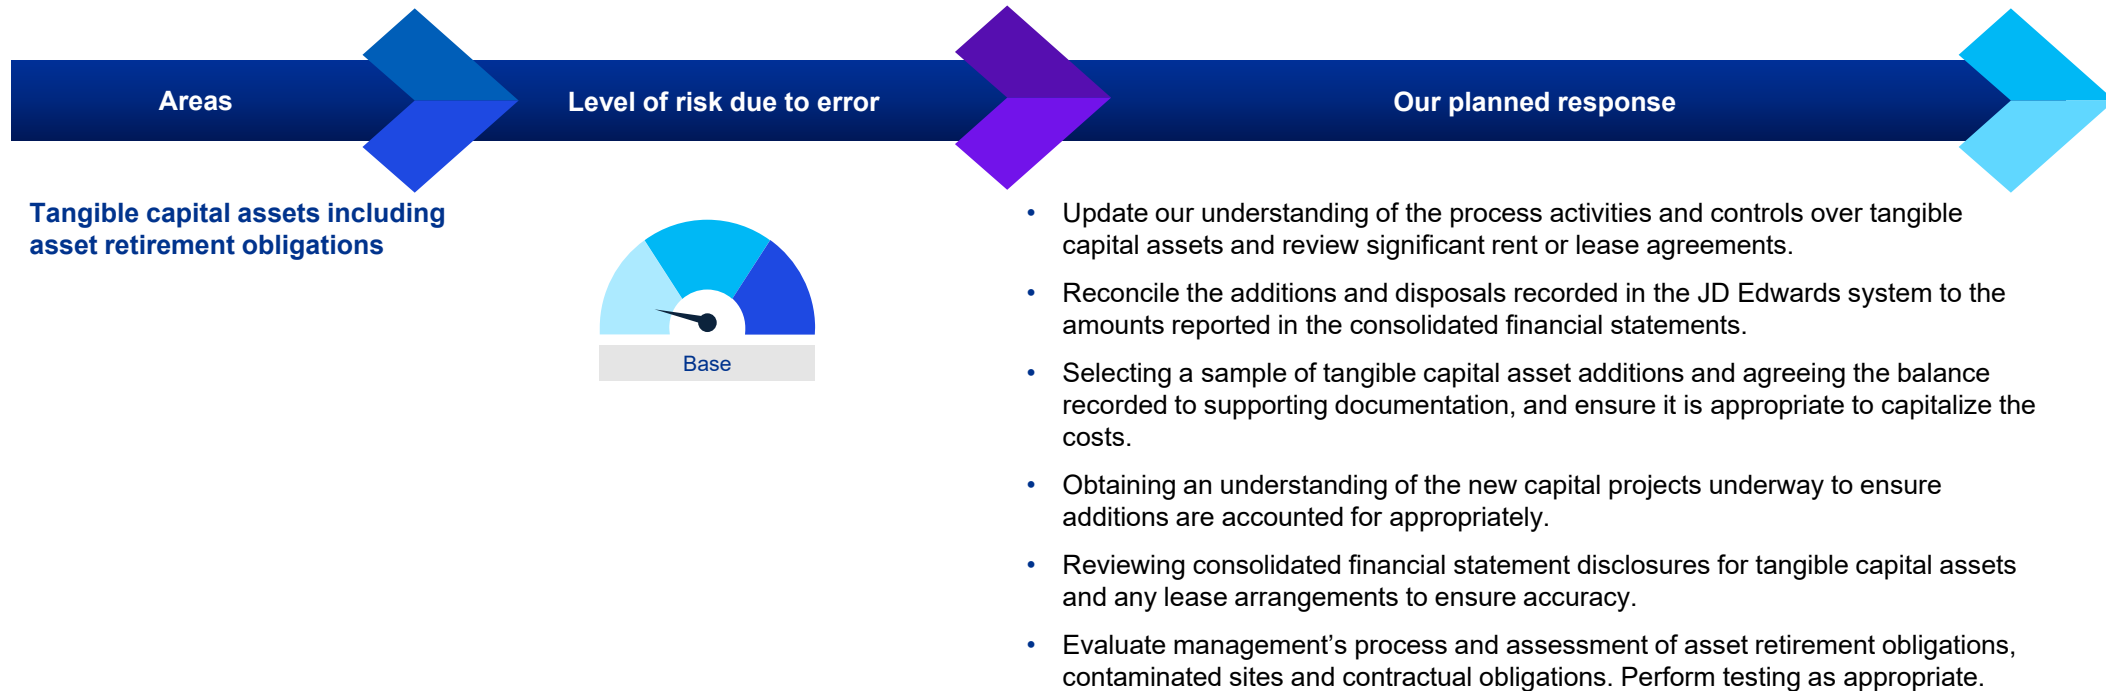 Areas
Level of risk due to error
Our planned response
Tangible capital assets including
asset retirement obligations
Base
• Update our understanding of the process activities and controls over tangible
capital assets and review significant rent or lease agreements.
• Reconcile the additions and disposals recorded in the JD Edwards system to the
amounts reported in the consolidated financial statements.
• Selecting a sample of tangible capital asset additions and agreeing the balance
recorded to supporting documentation, and ensure it is appropriate to capitalize the
costs.
• Obtaining an understanding of the new capital projects underway to ensure
additions are accounted for appropriately.
• Reviewing consolidated financial statement disclosures for tangible capital assets
and any lease arrangements to ensure accuracy.
• Evaluate management’s process and assessment of asset retirement obligations,
contaminated sites and contractual obligations. Perform testing as appropriate.